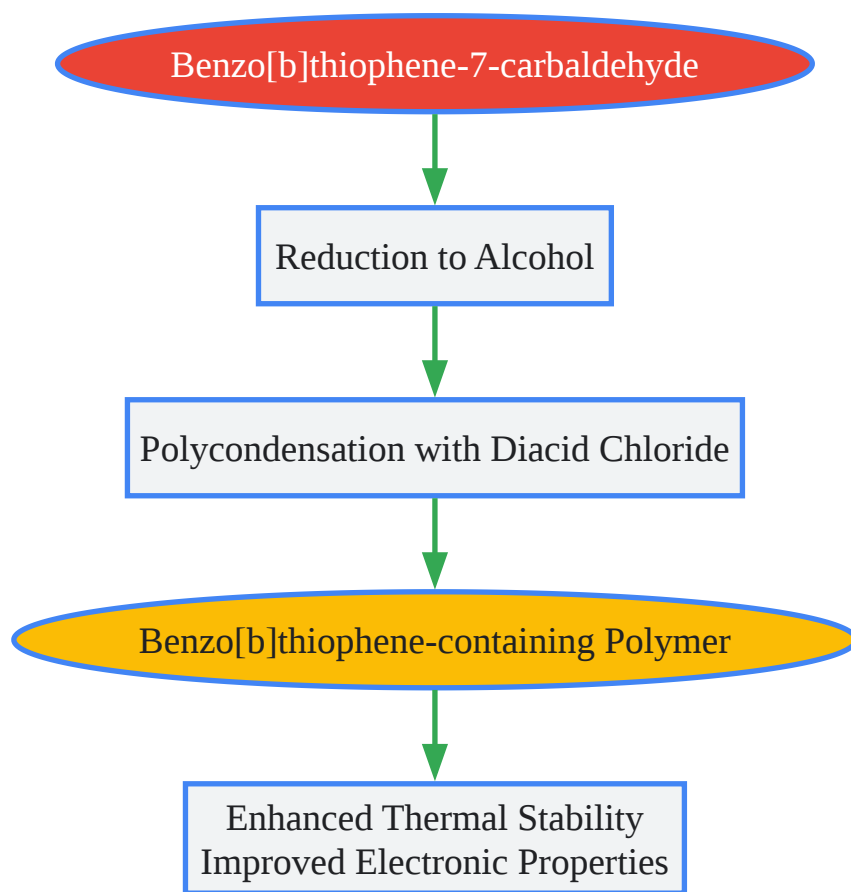 Benzo[b]thiophene-7-carbaldehyde
Reduction to Alcohol
Polycondensation with Diacid Chloride
Benzo[b]thiophene-containing Polymer
Enhanced Thermal Stability
Improved Electronic Properties